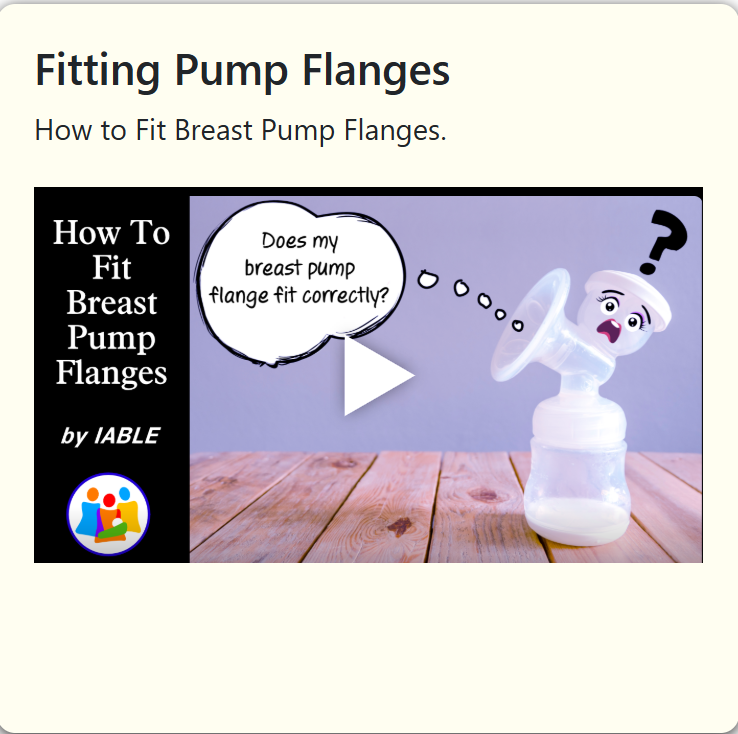 Fitting Pump Flanges
How to Fit Breast Pump Flanges.
How To
Fit
Breast
Pump
Flanges
by IABLE
Does my
breast pump
flange fit correctly?
?